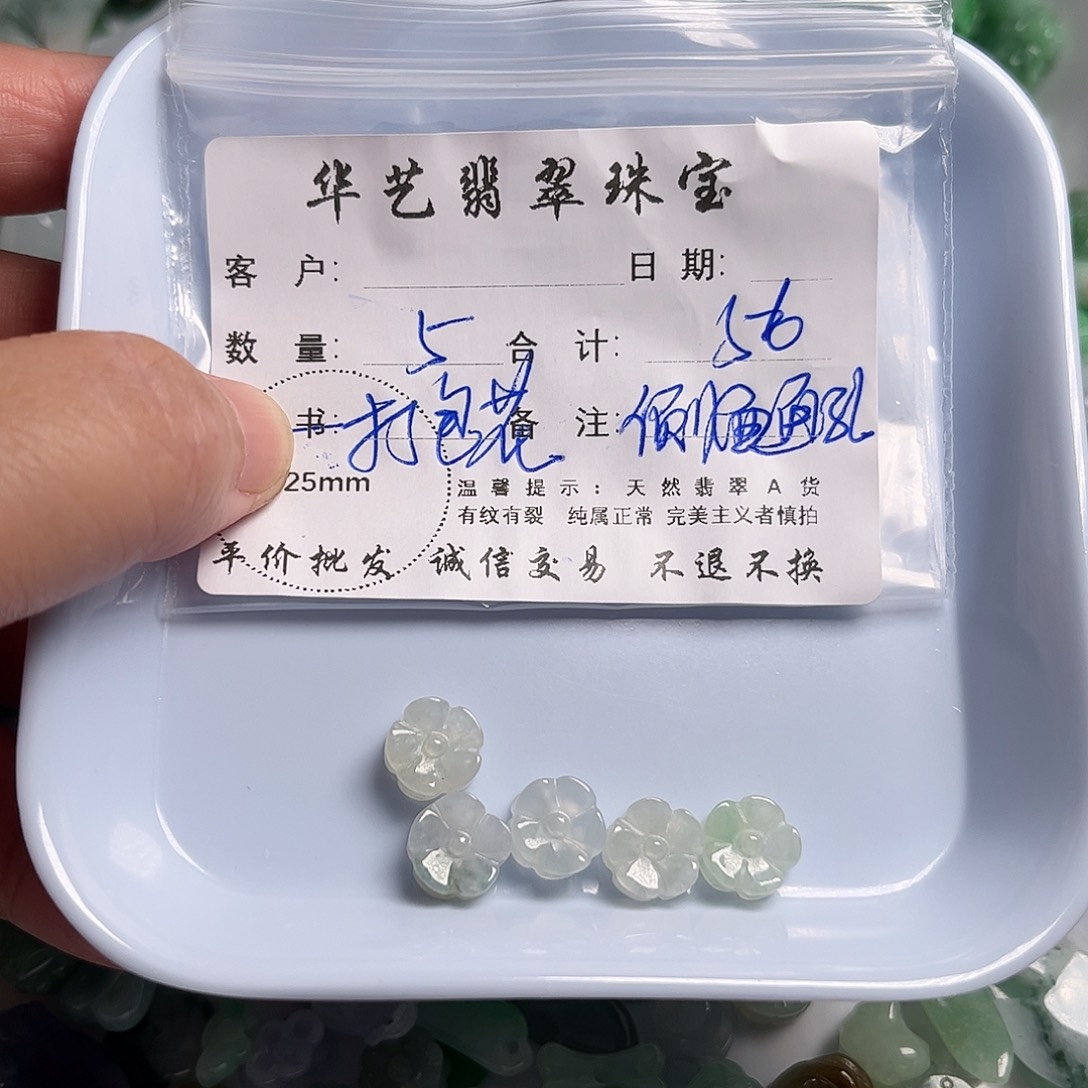 华艺翡翠珠宝
客 户: 日 期:
数 量: 5 合 计: 56
书: 打包花 备 注: 侧面通孔
25mm
温馨提示: 天然翡翠A货
有纹有裂 纯属正常 完美主义者慎拍
平价批发 诚信交易 不退不换